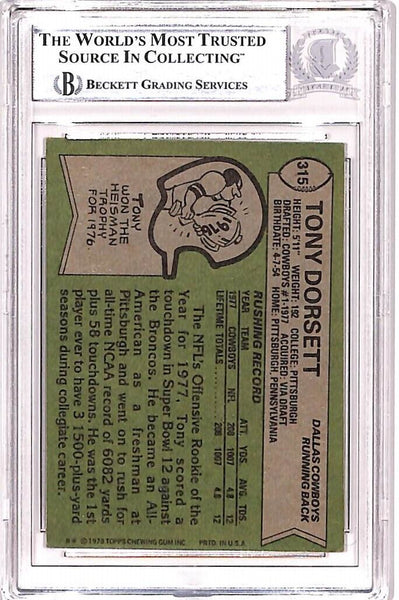 THE WORLD'S MOST TRUSTED
SOURCE IN COLLECTING™
B BECKETT GRADING SERVICES
315
TONY DORSETT
DALLAS COWBOYS
RUNNING BACK
HEIGHT: 5'11" WEIGHT: 192 COLLEGE: PITTSBURGH
DRAFTED: COWBOYS #1-1977 ACQUIRED: VIA DRAFT
BIRTHDATE: 4-7-54 HOME: PITTSBURGH, PENNSYLVANIA
RUSHING RECORD
YEAR TEAM ATT. YDS. AVG. TDS.
1977 COWBOYS NFL 208 1007 4.8 12
LIFETIME TOTALS 208 1007 4.8 12
The NFL's Offensive Rookie of the
Year for 1977, Tony scored a
touchdown in Super Bowl 12 against
the Broncos. He became an All-
American as a freshman at
Pittsburgh and went on to rush for
all-time NCAA record of 6082 yards
plus 58 touchdowns. He was the 1st
player ever to have 3 1500-plus-yard
seasons during collegiate career.
1976
TONY
WON THE
HEISMAN
TROPHY
FOR 1976.
** © 1978 TOPPS CHEWING GUM INC. PRTD. IN U.S.A.